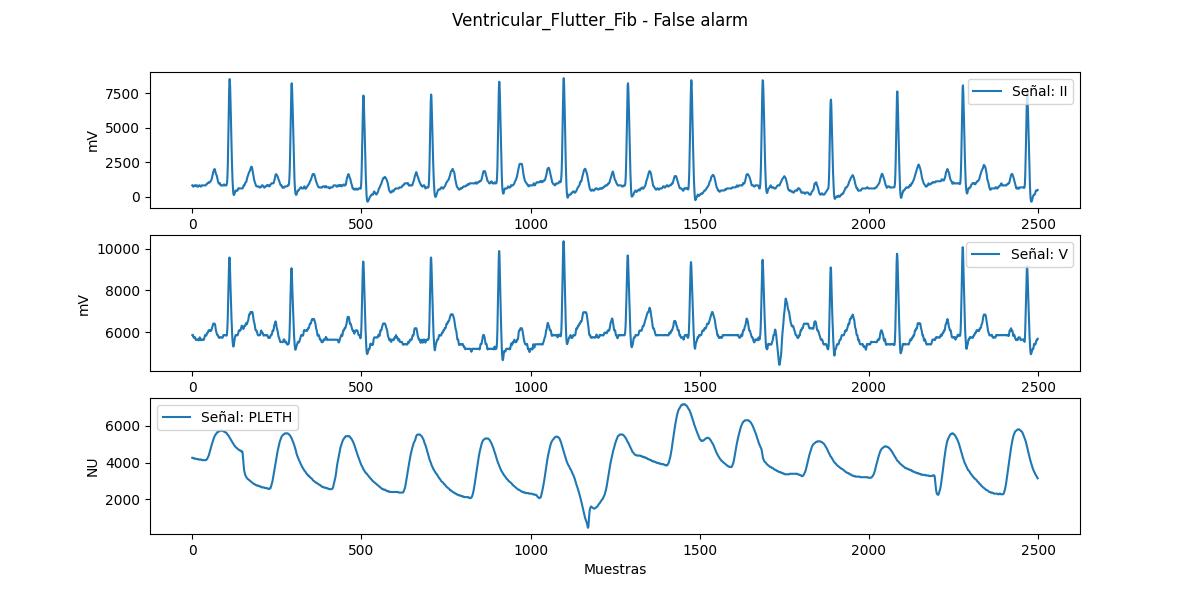 Ventricular_Flutter_Fib - False alarm
7500
5000
2500
0
mV
Señal: II
0 500 1000 1500 2000 2500
10000
8000
6000
mV
Señal: V
0 500 1000 1500 2000 2500
6000
4000
2000
NU
Señal: PLETH
0 500 1000 1500 2000 2500
Muestras